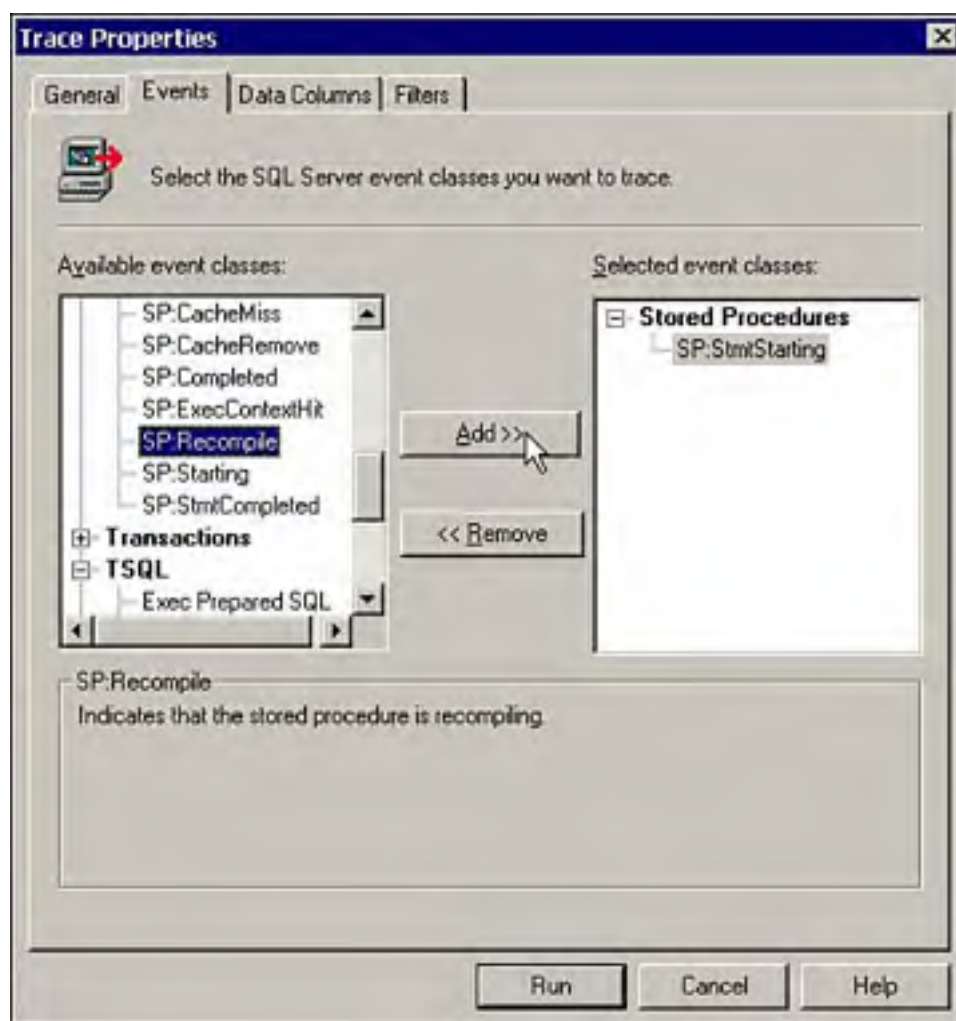 Trace Properties
General Events Data Columns Filters
Select the SQL Server event classes you want to trace.
Available event classes:
Selected event classes:
SP:CacheMiss
SP:CacheRemove
SP:Completed
SP:ExecContextHit
SP:Recompile
SP:Starting
SP:StmtCompleted
Transactions
TSQL
Exec Prepared SQL
Add >>
<< Remove
Stored Procedures
SP:StmtStarting
SP:Recompile
Indicates that the stored procedure is recompiling.
Run Cancel Help